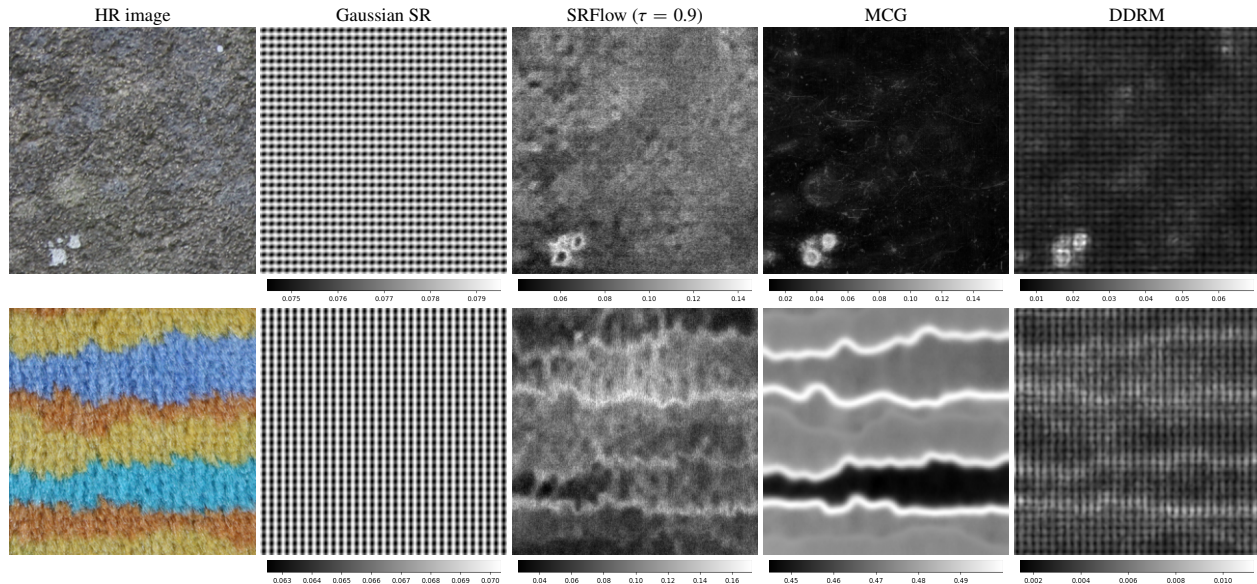 HR image Gaussian SR SRFlow (τ = 0.9) MCG DDRM
0.075 0.076 0.077 0.078 0.079 0.06 0.08 0.10 0.12 0.14 0.02 0.04 0.06 0.08 0.10 0.12 0.14 0.01 0.02 0.03 0.04 0.05 0.06
0.063 0.064 0.065 0.066 0.067 0.068 0.069 0.070 0.04 0.06 0.08 0.10 0.12 0.14 0.16 0.45 0.46 0.47 0.48 0.49 0.002 0.004 0.006 0.008 0.010